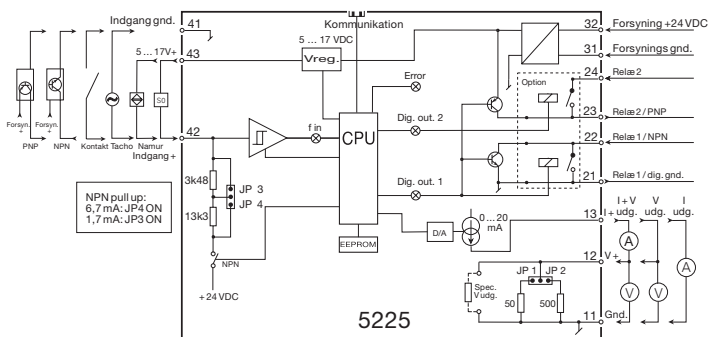 Indgang gnd.
41
Kommunikation
32
Forsyning +24 VDC
43
5 ... 17 VDC
Vreg.
31
Forsynings gnd.
5 ... 17V+
24
Relæ 2
Error
Option
S0
23
Relæ 2 / PNP
Forsyn.
+
Forsyn.
+
Dig. out. 2
42
f in
CPU
22
Relæ 1 / NPN
PNP
NPN
Kontakt
Tacho
Namur
Indgang +
Dig. out. 1
21
Relæ 1 / dig. gnd.
3k48
JP 3
JP 4
13k3
NPN pull up:
6,7 mA: JP4 ON
1,7 mA: JP3 ON
I + V
udg.
V
udg.
I
udg.
0 ... 20
mA
13
I +
D/A
A
EEPROM
NPN
12
V +
A
JP 1
JP 2
Spec.
V udg.
V
V
+ 24 VDC
50
500
5225
11
Gnd.